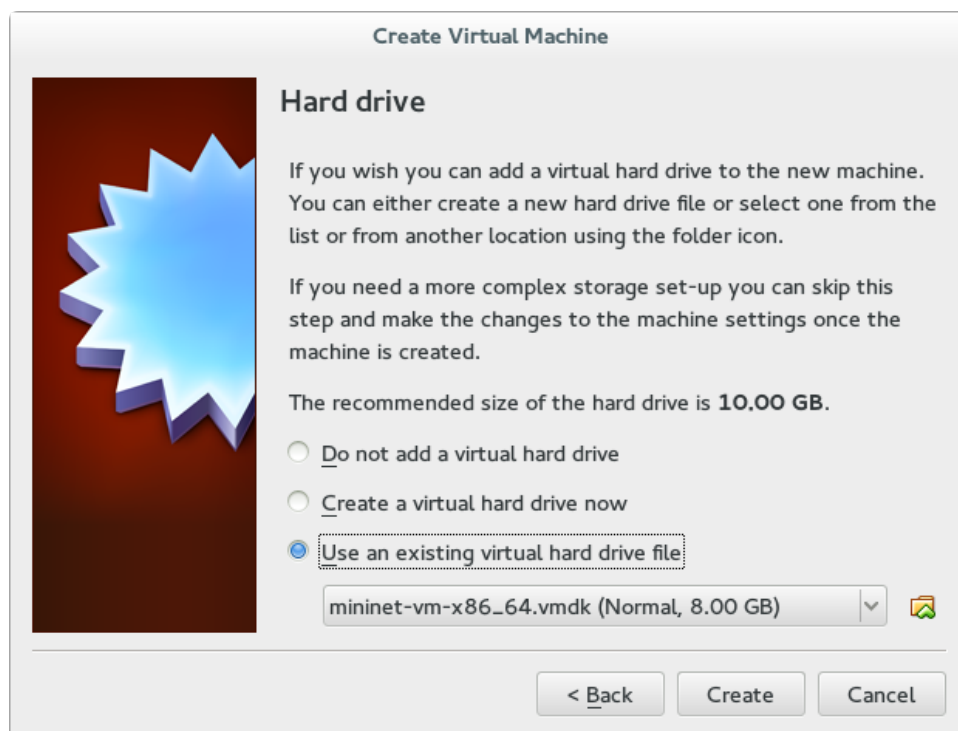 Create Virtual Machine
Hard drive
If you wish you can add a virtual hard drive to the new machine.
You can either create a new hard drive file or select one from the
list or from another location using the folder icon.
If you need a more complex storage set-up you can skip this
step and make the changes to the machine settings once the
machine is created.
The recommended size of the hard drive is 10.00 GB.
Do not add a virtual hard drive
Create a virtual hard drive now
Use an existing virtual hard drive file
mininet-vm-x86_64.vmdk (Normal, 8.00 GB)
< Back Create Cancel